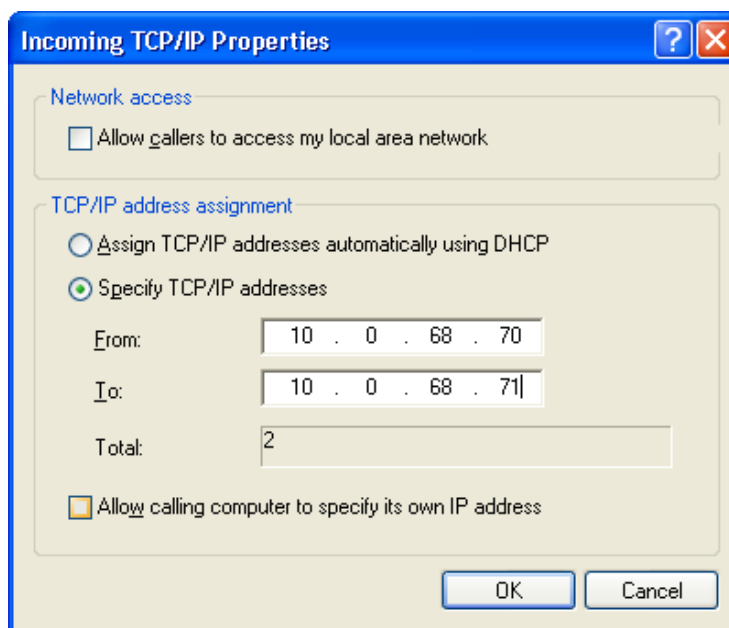 Incoming TCP/IP Properties
Network access
Allow callers to access my local area network
TCP/IP address assignment
Assign TCP/IP addresses automatically using DHCP
Specify TCP/IP addresses
From: 10 . 0 . 68 . 70
To: 10 . 0 . 68 . 71
Total: 2
Allow calling computer to specify its own IP address
OK Cancel